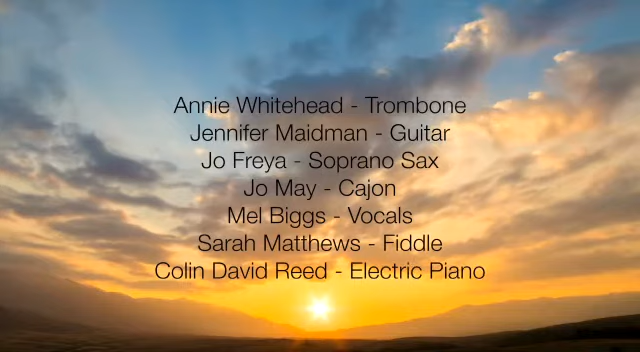 Annie Whitehead - Trombone
Jennifer Maidman - Guitar
Jo Freya - Soprano Sax
Jo May - Cajon
Mel Biggs - Vocals
Sarah Matthews - Fiddle
Colin David Reed - Electric Piano